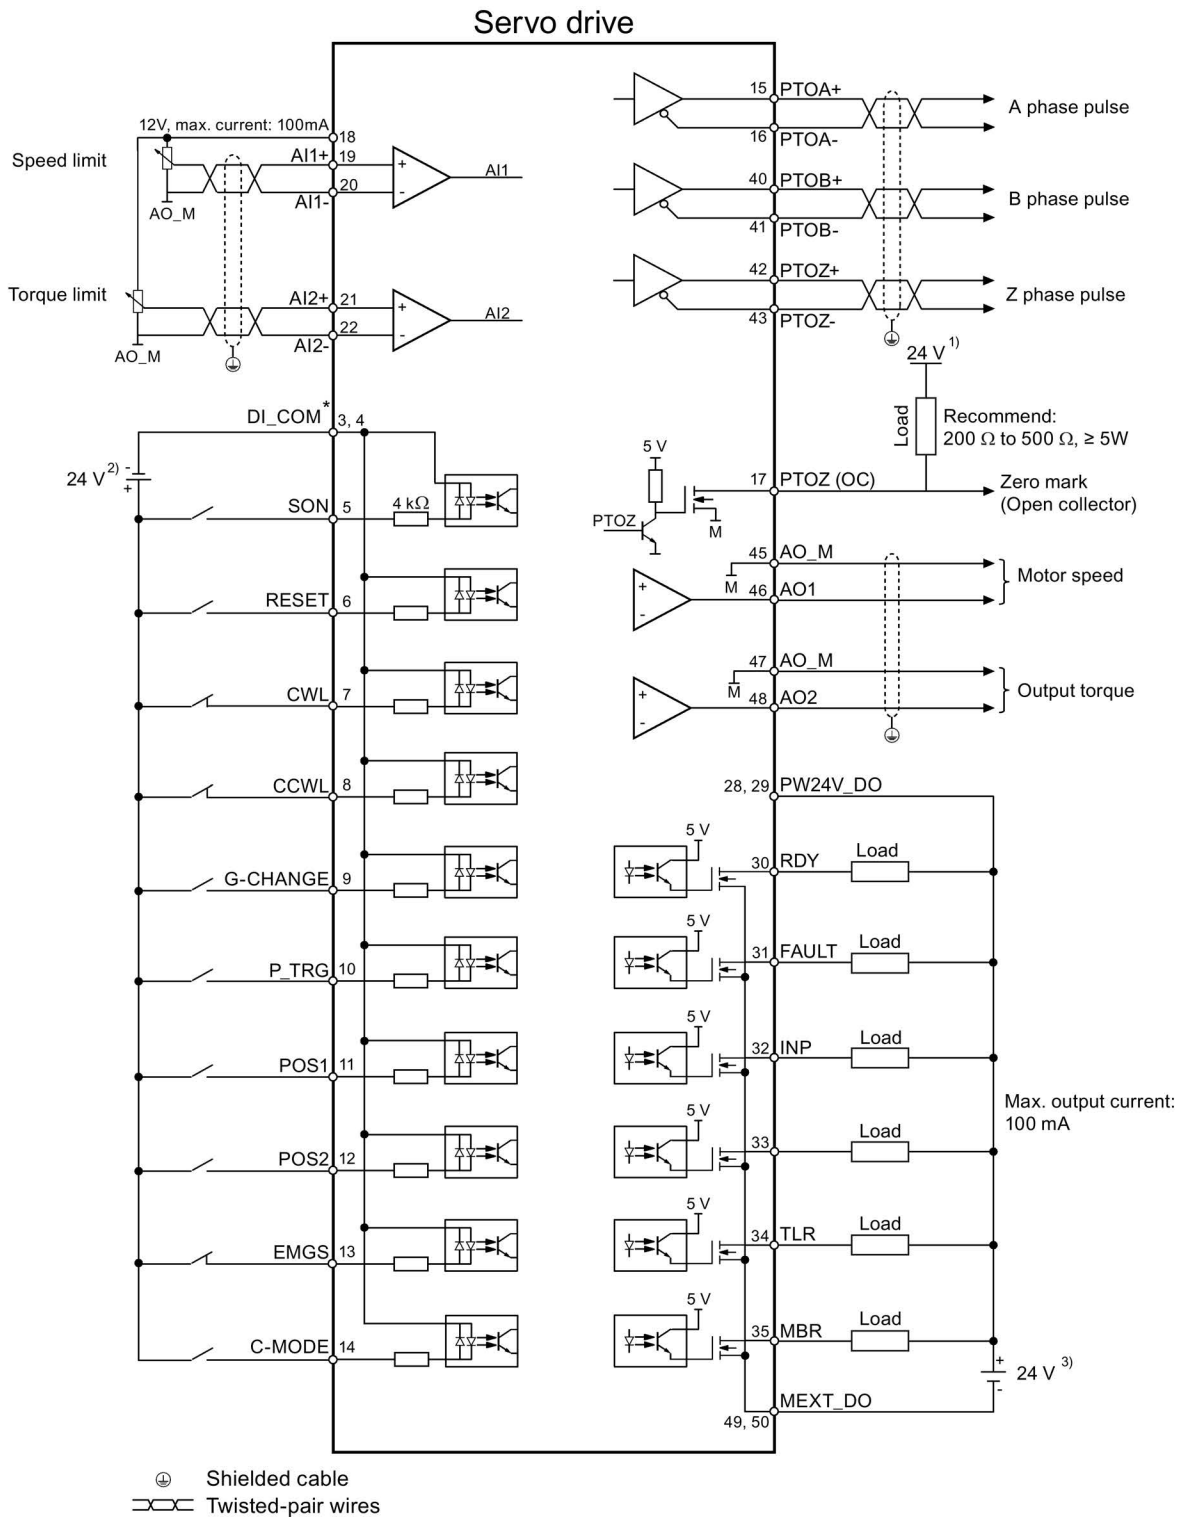 Servo drive
12V, max. current: 100mA
18
Speed limit
AI1+
19
20
AI1-
AO_M
AI1
+
-
Torque limit
AI2+
21
22
AI2-
AO_M
AI2
+
-
15
PTOA+
16
PTOA-
A phase pulse
40
PTOB+
41
PTOB-
B phase pulse
42
PTOZ+
43
PTOZ-
Z phase pulse
24 V 1)
Load
Recommend:
200 Ω to 500 Ω, ≥ 5W
5 V
PTOZ
M
17
PTOZ (OC)
Zero mark
(Open collector)
45
AO_M
M
46
AO1
+
-
Motor speed
47
AO_M
M
48
AO2
+
-
Output torque
DI_COM*
3, 4
24 V 2)
-
+
SON
5
4 kΩ
RESET
6
CWL
7
CCWL
8
G-CHANGE
9
P_TRG
10
POS1
11
POS2
12
EMGS
13
C-MODE
14
28, 29
PW24V_DO
5 V
30
RDY
Load
5 V
31
FAULT
Load
5 V
32
INP
Load
Max. output current:
100 mA
5 V
33
Load
5 V
34
TLR
Load
5 V
35
MBR
Load
+
24 V 3)
-
MEXT_DO
49, 50
Shielded cable
Twisted-pair wires